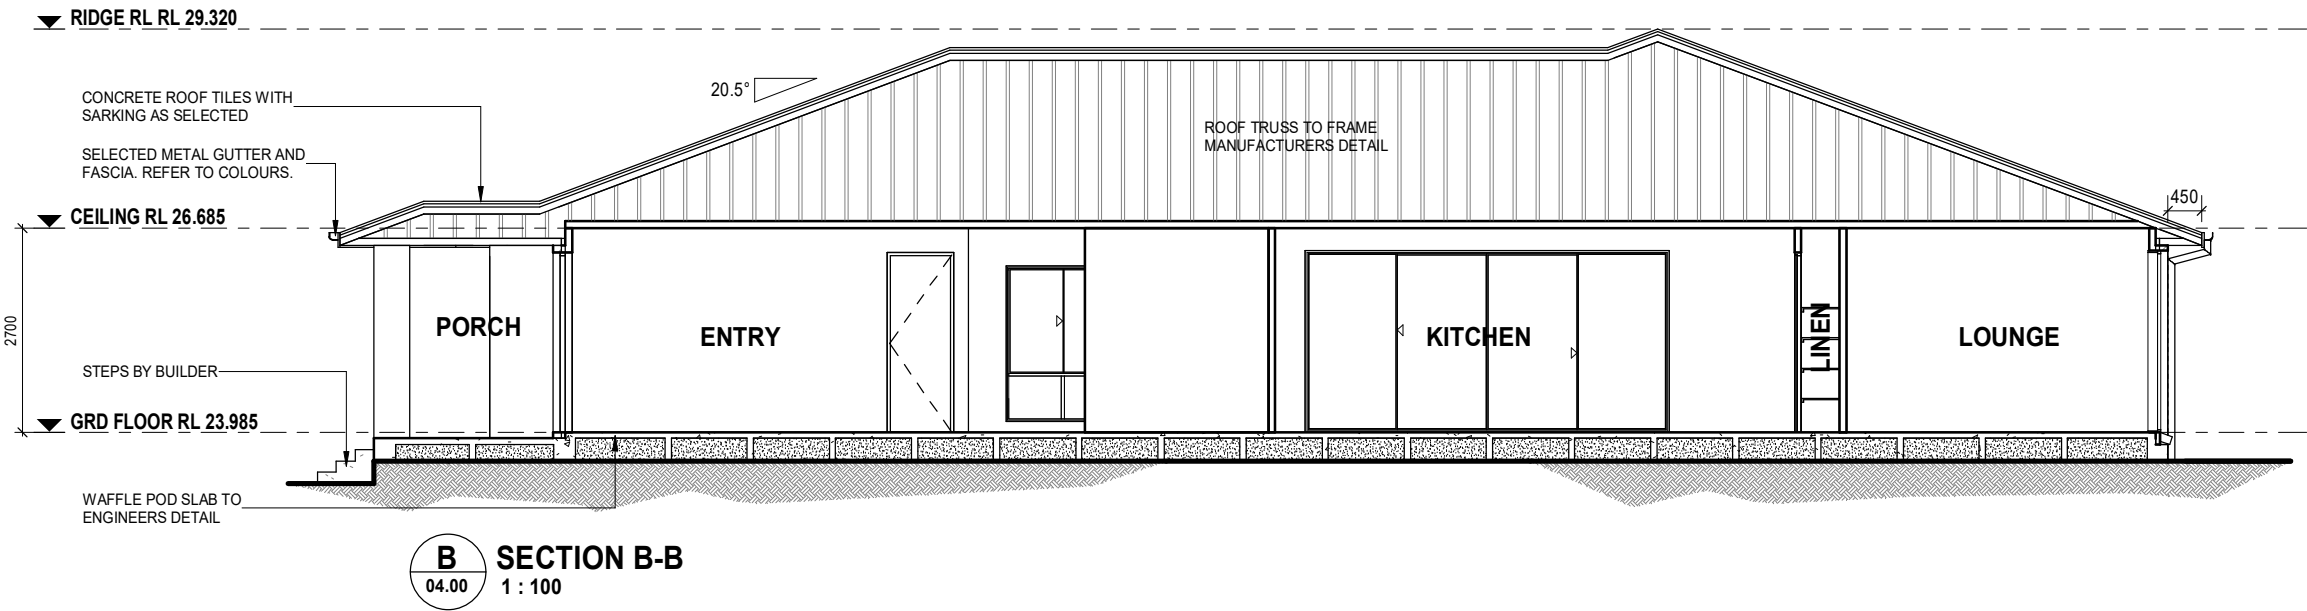 RIDGE RL RL 29.320
20.5°
CONCRETE ROOF TILES WITH
SARKING AS SELECTED
ROOF TRUSS TO FRAME
MANUFACTURERS DETAIL
SELECTED METAL GUTTER AND
FASCIA. REFER TO COLOURS.
450
CEILING RL 26.685
2700
PORCH
ENTRY
KITCHEN
LINEN
LOUNGE
STEPS BY BUILDER
GRD FLOOR RL 23.985
WAFFLE POD SLAB TO
ENGINEERS DETAIL
B
04.00
SECTION B-B
1 : 100